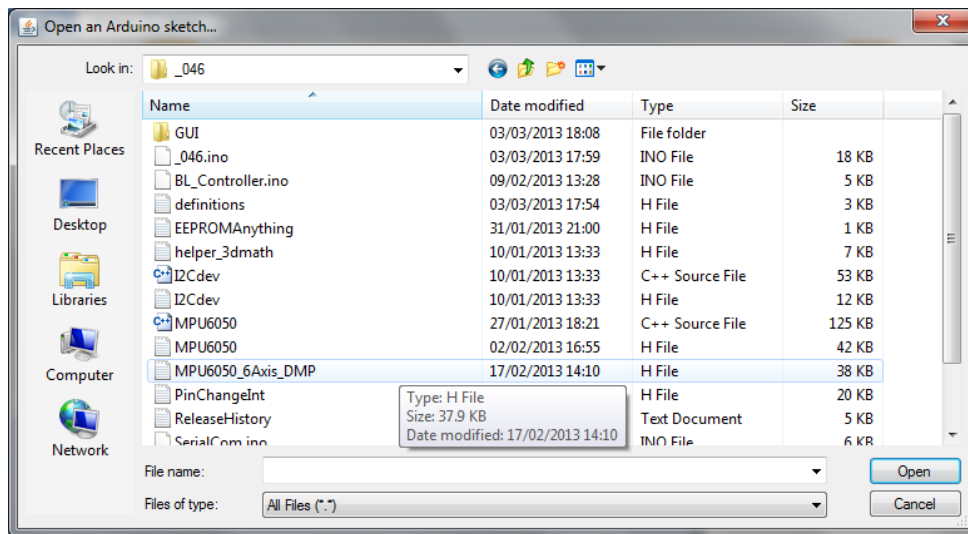 Open an Arduino sketch...
Look in: _046
Name Date modified Type Size
GUI 03/03/2013 18:08 File folder
_046.ino 03/03/2013 17:59 INO File 18 KB
BL_Controller.ino 09/02/2013 13:28 INO File 5 KB
definitions 03/03/2013 17:54 H File 3 KB
EEPROMAnything 31/01/2013 21:00 H File 1 KB
helper_3dmath 10/01/2013 13:33 H File 7 KB
I2Cdev 10/01/2013 13:33 C++ Source File 53 KB
I2Cdev 10/01/2013 13:33 H File 12 KB
MPU6050 27/01/2013 18:21 C++ Source File 125 KB
MPU6050 02/02/2013 16:55 H File 42 KB
MPU6050_6Axis_DMP 17/02/2013 14:10 H File 38 KB
PinChangeInt H File 20 KB
ReleaseHistory Text Document 5 KB
SerialCom.ino INO File 6 KB
Type: H File
Size: 37.9 KB
Date modified: 17/02/2013 14:10
Recent Places
Desktop
Libraries
Computer
Network
File name:
Open
Files of type: All Files (*.*)
Cancel